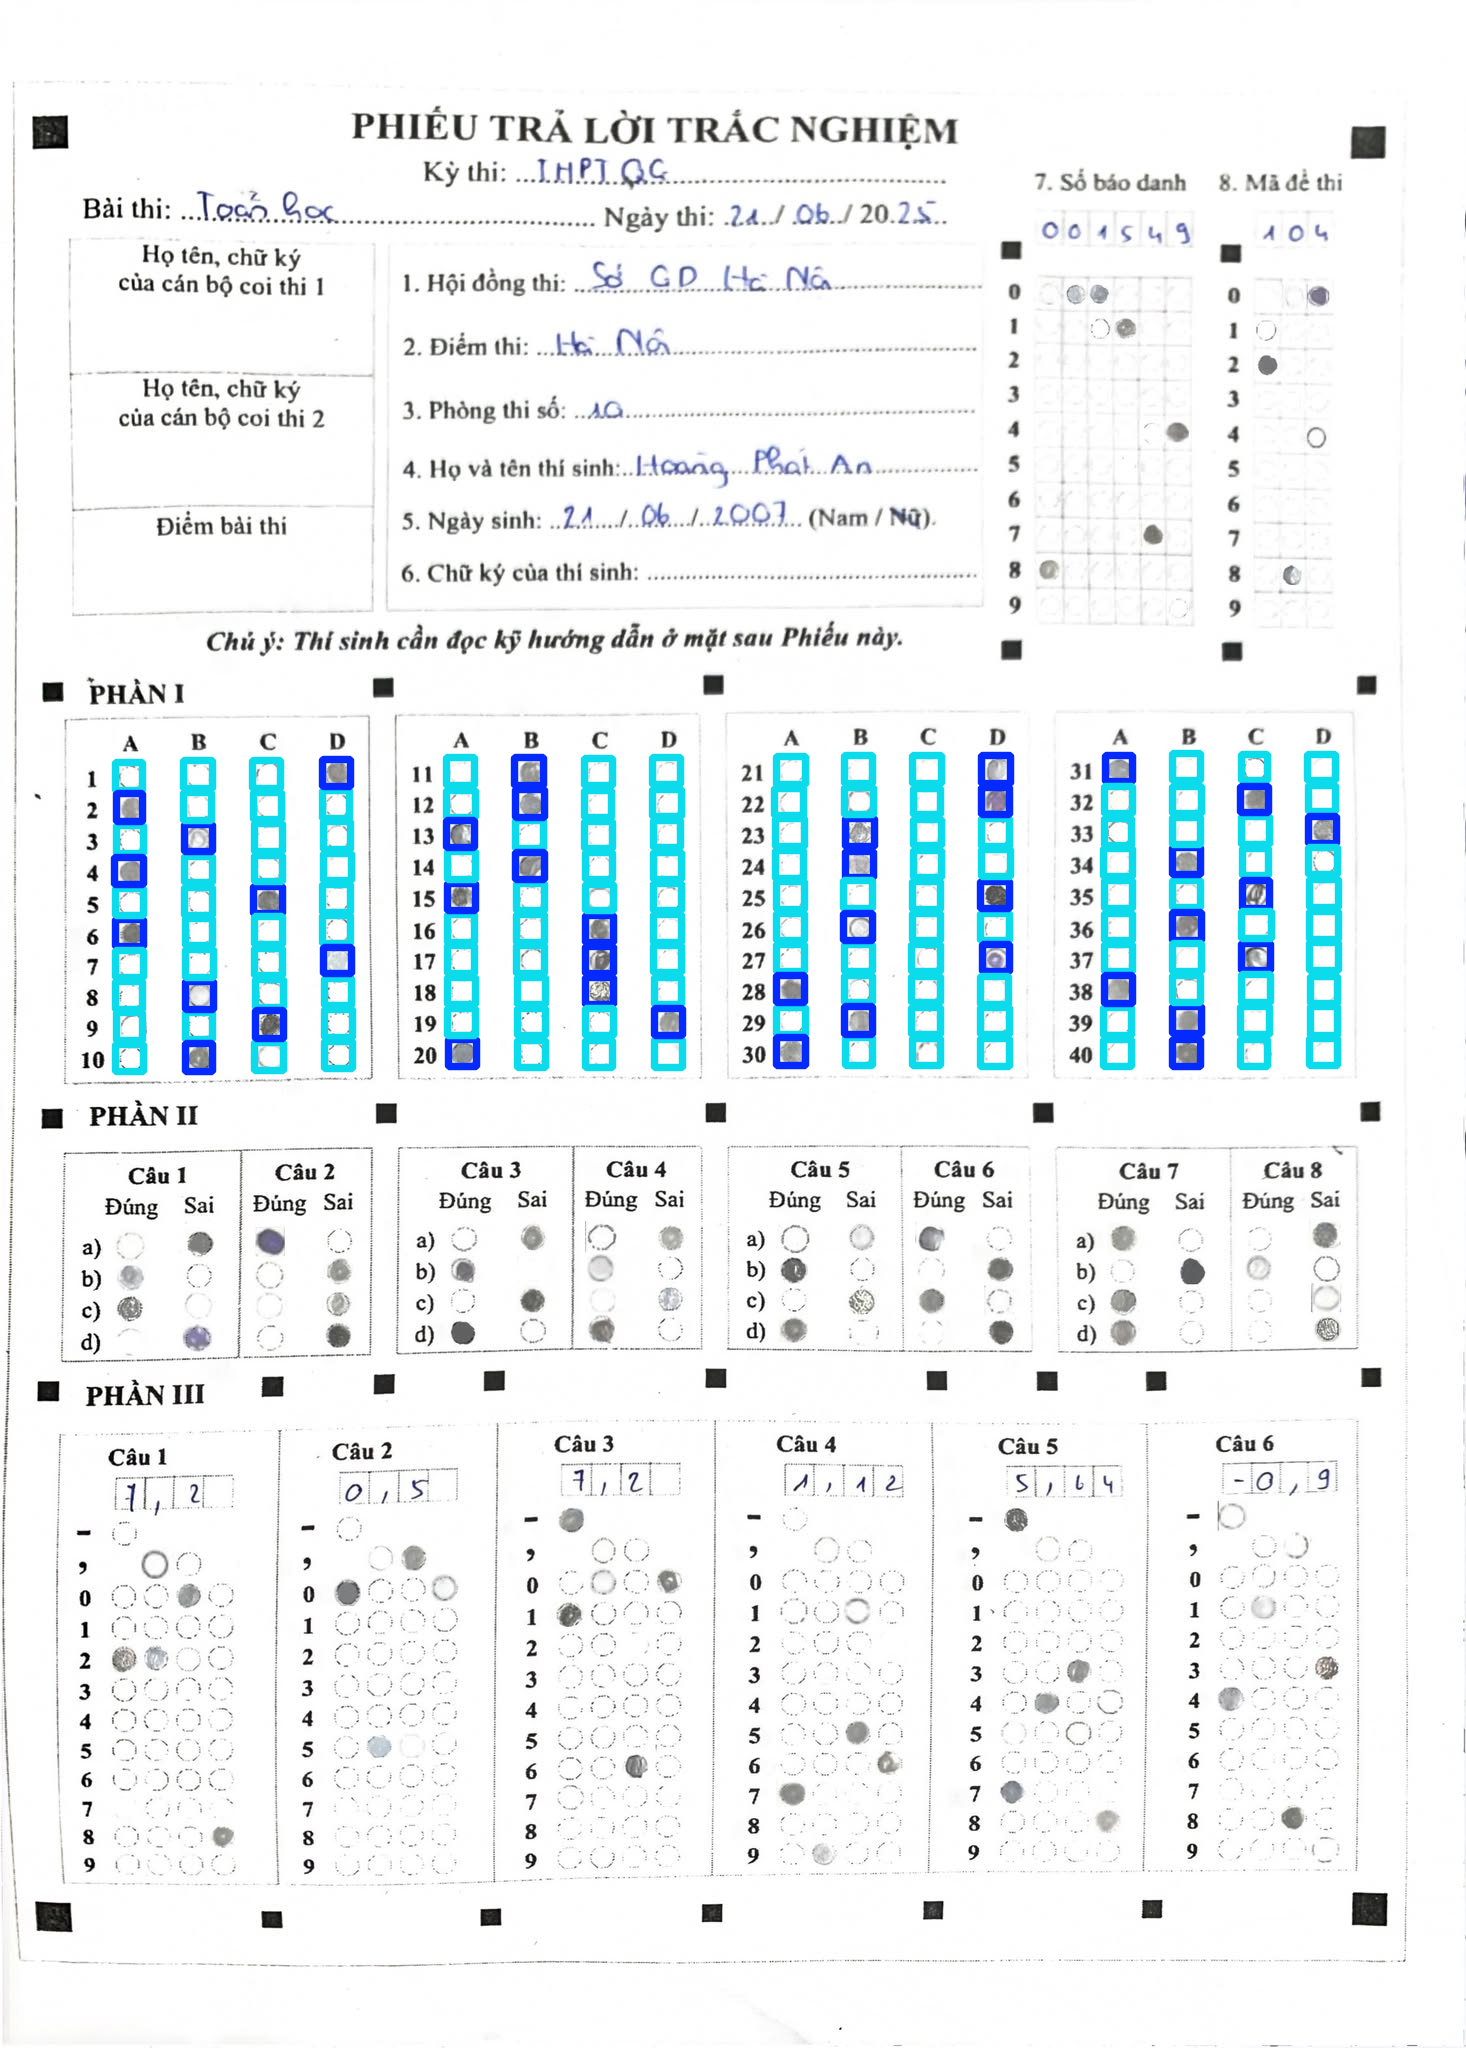 PHIẾU TRẢ LỜI TRẮC NGHIỆM
Kỳ thi: THPTQG
Bài thi: Toán học Ngày thi: 21 / 06 / 2025
7. Số báo danh 8. Mã đề thi
001549 104
Họ tên, chữ ký
của cán bộ coi thi 1
Họ tên, chữ ký
của cán bộ coi thi 2
Điểm bài thi
1. Hội đồng thi: Sở GD Hà Nội
2. Điểm thi: Hà Nội
3. Phòng thi số: 10
4. Họ và tên thí sinh: Hoàng Phát An
5. Ngày sinh: 21 / 06 / 2007 (Nam / Nữ).
6. Chữ ký của thí sinh:
0 0
1 1
2 2
3 3
4 4
5 5
6 6
7 7
8 8
9 9
Chú ý: Thí sinh cần đọc kỹ hướng dẫn ở mặt sau Phiếu này.
PHẦN I
A B C D A B C D A B C D A B C D
1 11 21 31
2 12 22 32
3 13 23 33
4 14 24 34
5 15 25 35
6 16 26 36
7 17 27 37
8 18 28 38
9 19 29 39
10 20 30 40
PHẦN II
Câu 1 Câu 2 Câu 3 Câu 4 Câu 5 Câu 6 Câu 7 Câu 8
Đúng Sai Đúng Sai Đúng Sai Đúng Sai Đúng Sai Đúng Sai Đúng Sai Đúng Sai
a) a) a) a)
b) b) b) b)
c) c) c) c)
d) d) d) d)
PHẦN III
Câu 1 Câu 2 Câu 3 Câu 4 Câu 5 Câu 6
7,2 0,5 7,2 1,12 5,64 -0,9
- - - - - -
, , , , , ,
0 0 0 0 0 0
1 1 1 1 1 1
2 2 2 2 2 2
3 3 3 3 3 3
4 4 4 4 4 4
5 5 5 5 5 5
6 6 6 6 6 6
7 7 7 7 7 7
8 8 8 8 8 8
9 9 9 9 9 9